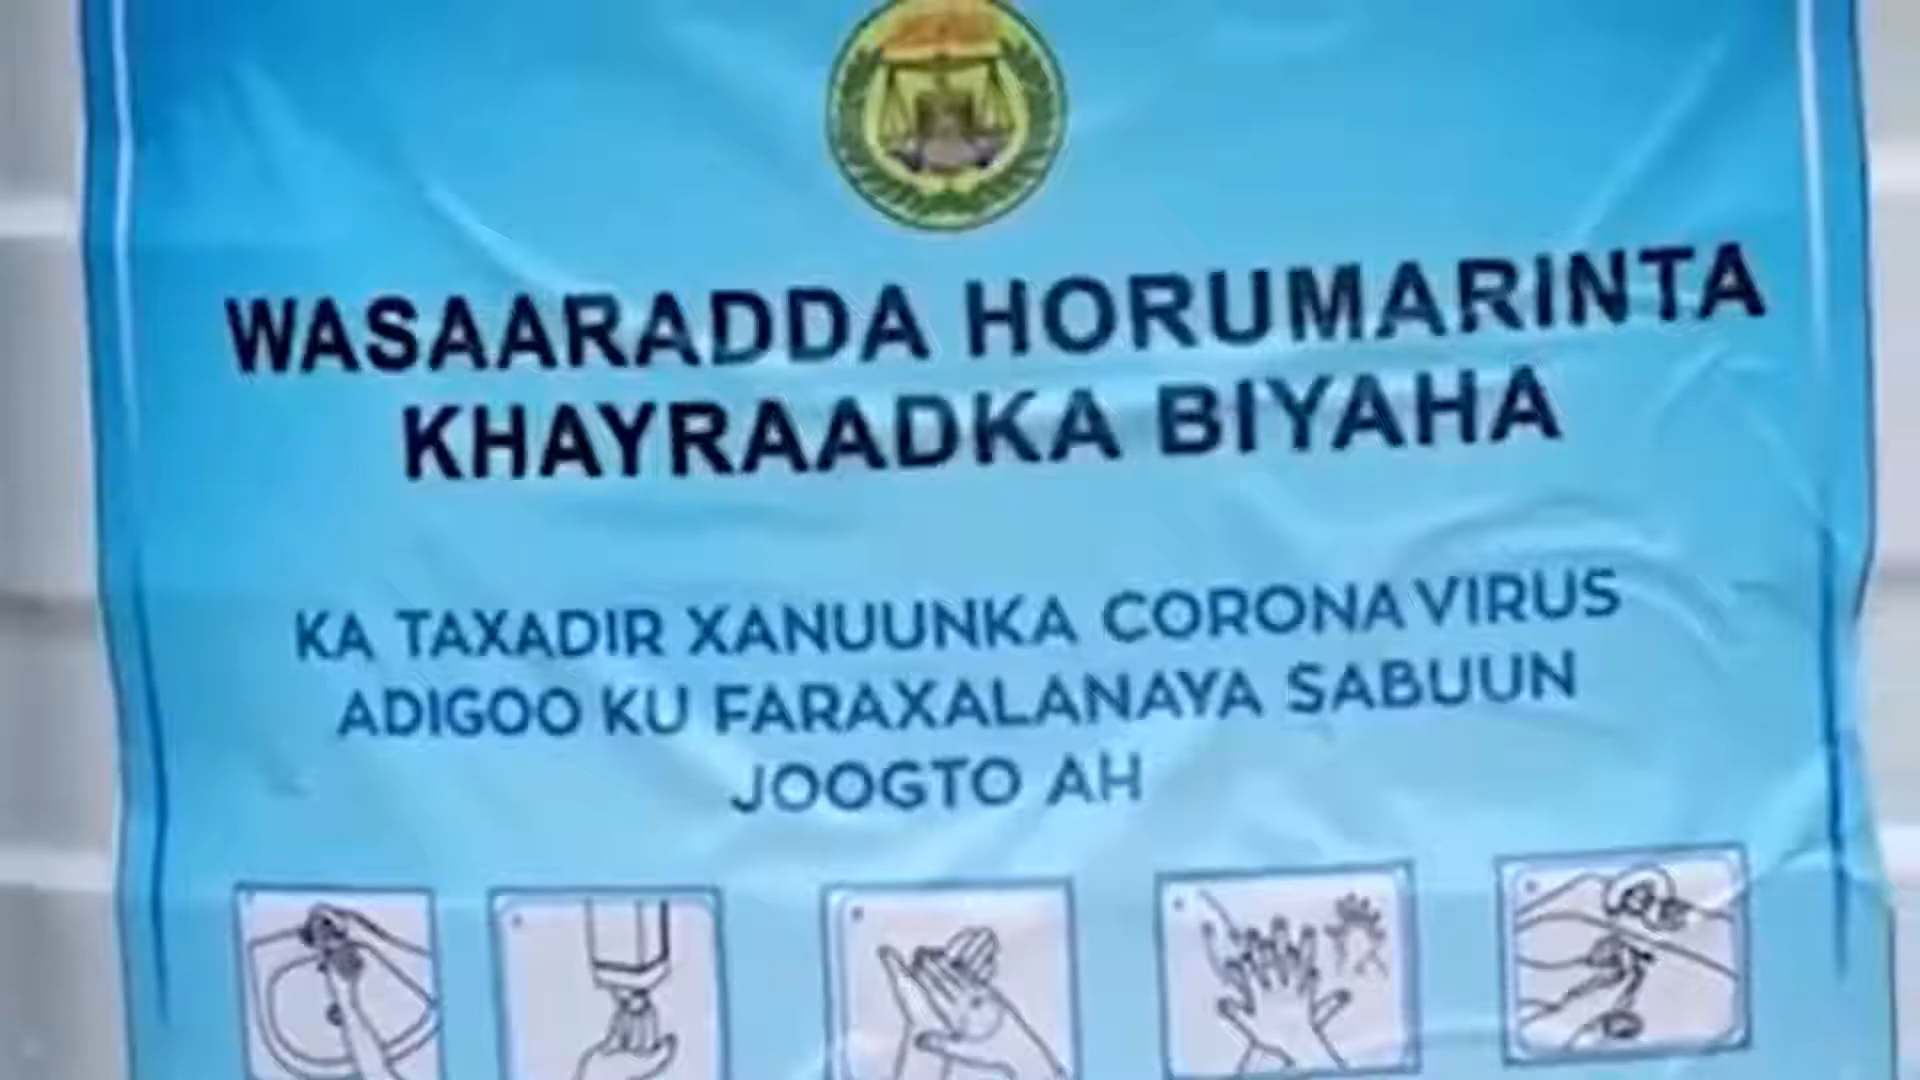 WASAARADDA HORUMARINTA
KHAYRAADKA BIYAHA
KA TAXADIR XANUUNKA CORONAVIRUS
ADIGOO KU FARAXALANAYA SABUUN
JOOGTO AH